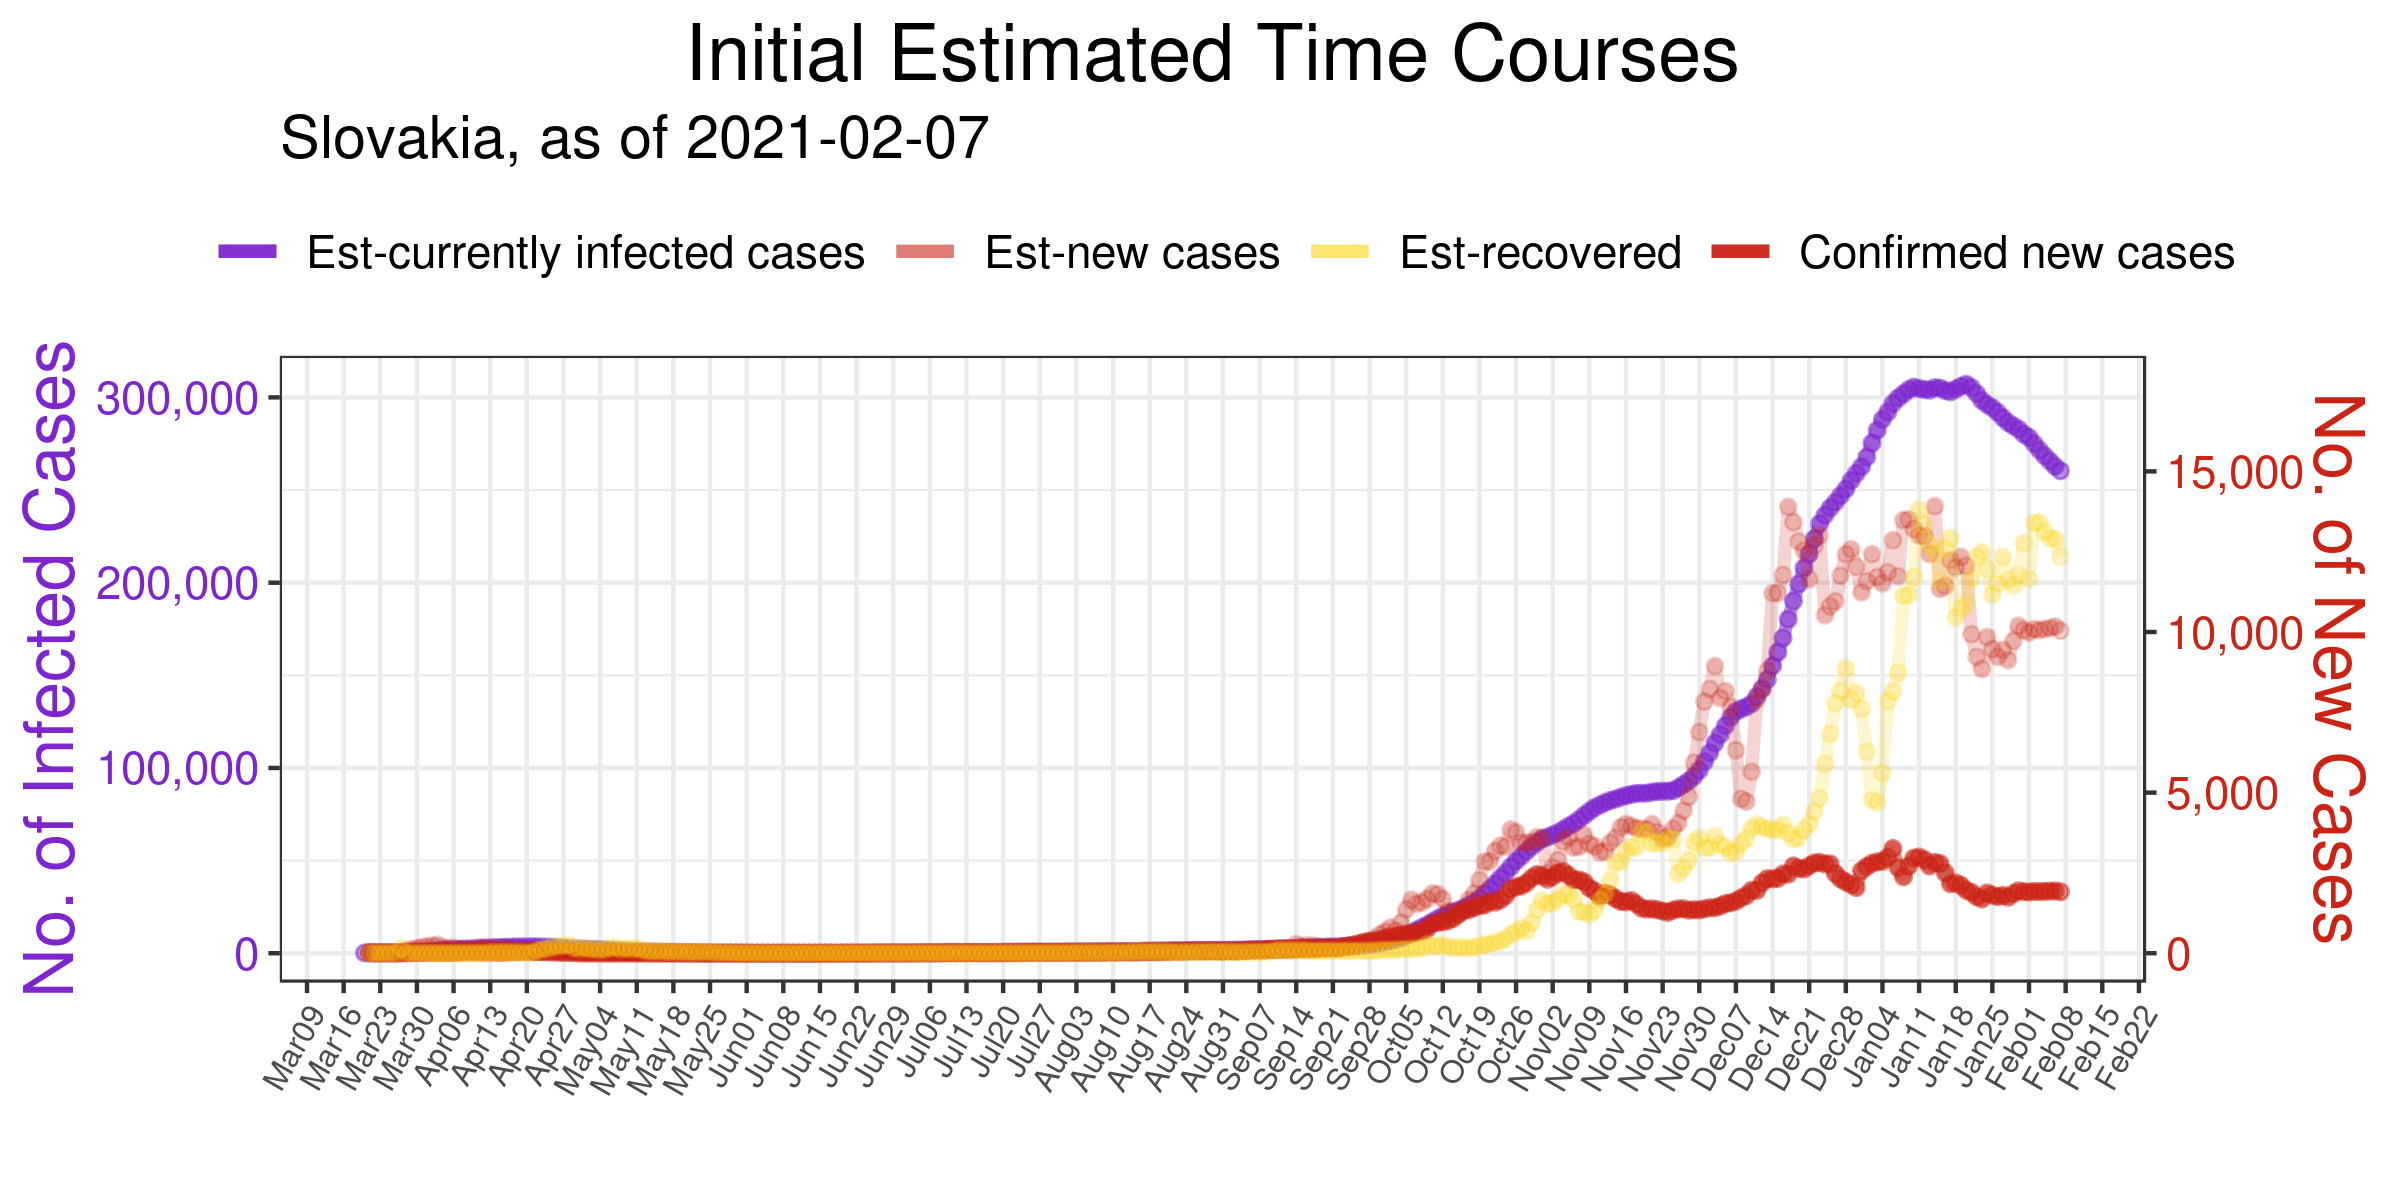 Initial Estimated Time Courses
Slovakia, as of 2021-02-07
Est-currently infected cases Est-new cases Est-recovered Confirmed new cases
No. of Infected Cases
300,000
200,000
100,000
0
15,000
10,000
5,000
0
No. of New Cases
Mar09 Mar16 Mar23 Mar30 Apr06 Apr13 Apr20 Apr27 May04 May11 May18 May25 Jun01 Jun08 Jun15 Jun22 Jun29 Jul06 Jul13 Jul20 Jul27 Aug03 Aug10 Aug17 Aug24 Aug31 Sep07 Sep14 Sep21 Sep28 Oct05 Oct12 Oct19 Oct26 Nov02 Nov09 Nov16 Nov23 Nov30 Dec07 Dec14 Dec21 Dec28 Jan04 Jan11 Jan18 Jan25 Feb01 Feb08 Feb15 Feb22